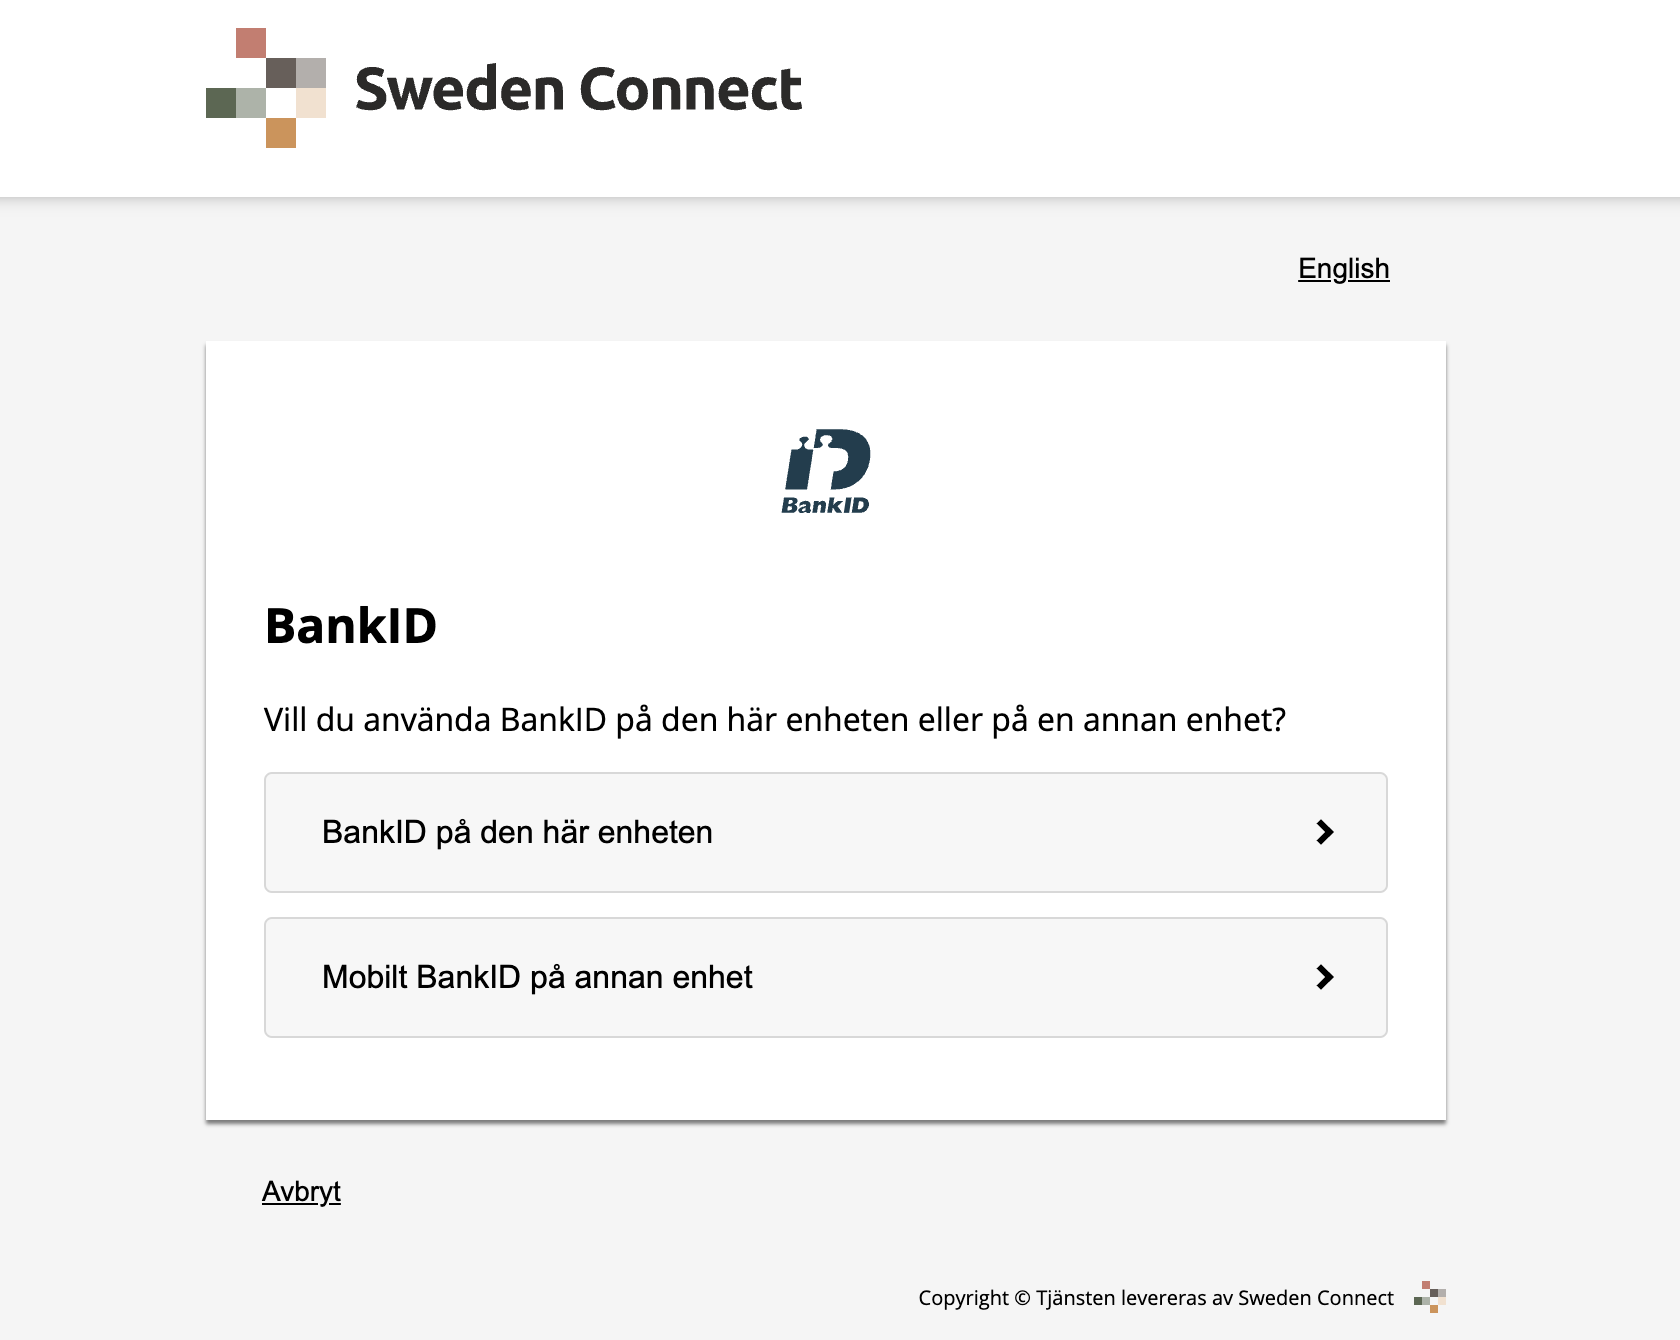 Sweden Connect
English
BankID
BankID
Vill du använda BankID på den här enheten eller på en annan enhet?
BankID på den här enheten
Mobilt BankID på annan enhet
Avbryt
Copyright © Tjänsten levereras av Sweden Connect